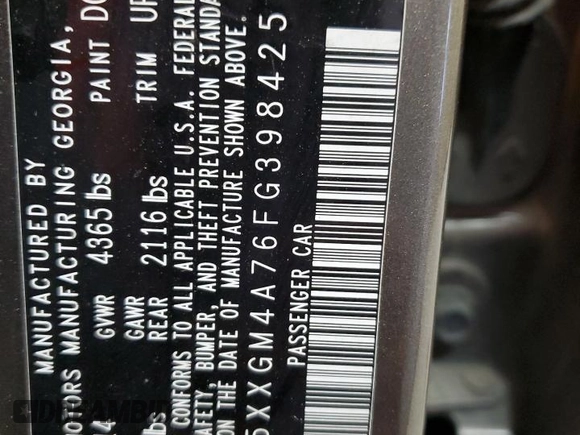 MANUFACTURED BY
MOTORS MANUFACTURING GEORGIA,
GVWR 4365 lbs PAINT
GAWR
REAR 2116 lbs TRIM
CONFORMS TO ALL APPLICABLE U.S.A. FEDERAL
SAFETY, BUMPER, AND THEFT PREVENTION STANDA
ON THE DATE OF MANUFACTURE SHOWN ABOVE.
5XXGM4A76FG398425
PASSENGER CAR
DREAMBID